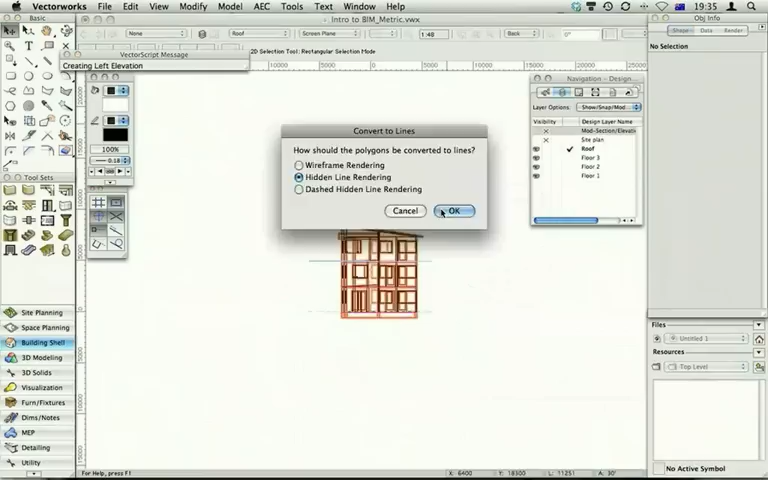 Vectorworks File Edit View Modify Model AEC Tools Text Window Help 19:35
Intro to BIM_Metric.vwx
Basic
None Roof Screen Plane 1:48 Back 0°
2D Selection Tool: Rectangular Selection Mode
VectorScript Message
Creating Left Elevation
10000 5000 0 5000 10000 15000 20000 25000
100%
0.18
Tool Sets
Site Planning
Space Planning
Building Shell
3D Modeling
3D Solids
Visualization
Furn/Fixtures
Dims/Notes
MEP
Detailing
Utility
Convert to Lines
How should the polygons be converted to lines?
Wireframe Rendering
Hidden Line Rendering
Dashed Hidden Line Rendering
Cancel OK
Navigation - Design...
Layer Options: Show/Snap/Mod...
Visibility Design Layer Name
Mod-Section/Elevatio
Site plan
Roof
Floor 3
Floor 2
Floor 1
Obj Info
Shape Data Render
No Selection
Files
Untitled 1
Resources
Top Level
No Active Symbol
For Help, press F1
X: 6400 Y: 18300 L: 11251 A: 30°